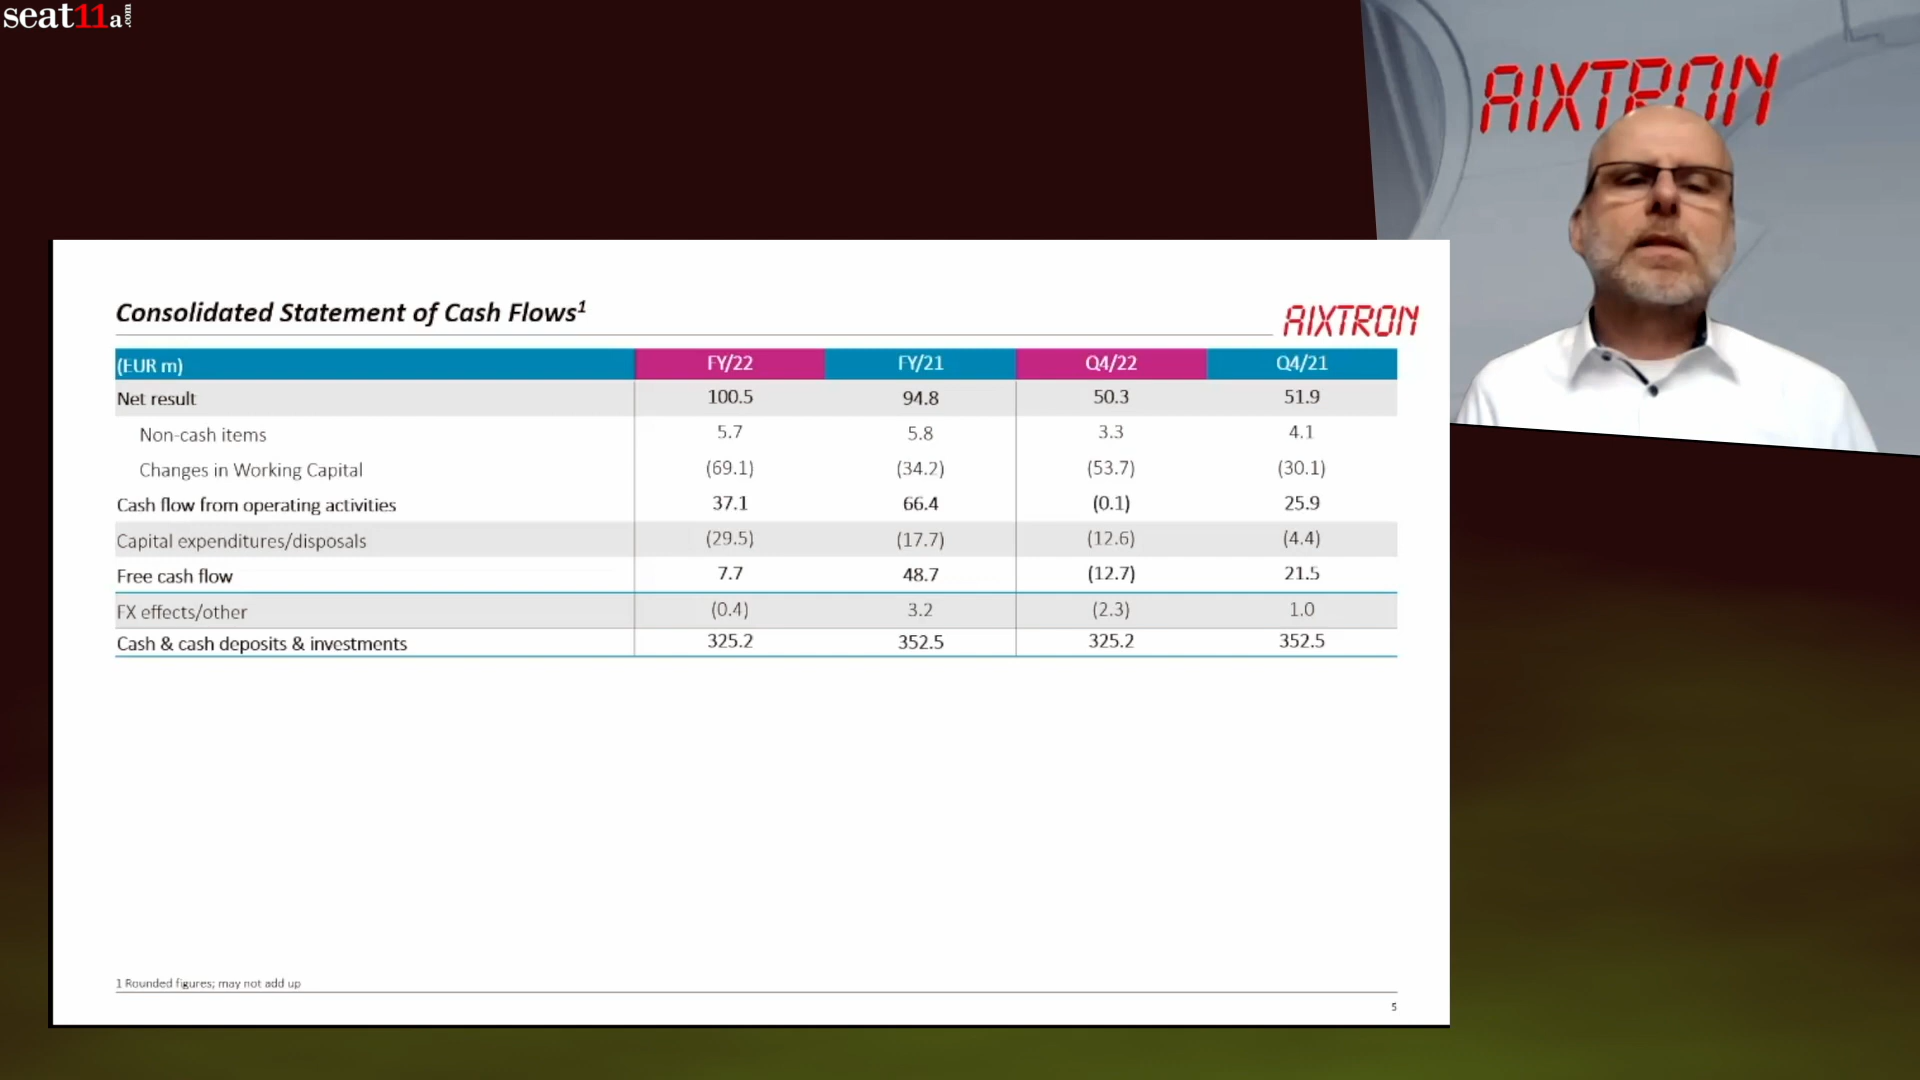 seat11a.com
AIXTRON
Consolidated Statement of Cash Flows1
AIXTRON
(EUR m) FY/22 FY/21 Q4/22 Q4/21
Net result 100.5 94.8 50.3 51.9
Non-cash items 5.7 5.8 3.3 4.1
Changes in Working Capital (69.1) (34.2) (53.7) (30.1)
Cash flow from operating activities 37.1 66.4 (0.1) 25.9
Capital expenditures/disposals (29.5) (17.7) (12.6) (4.4)
Free cash flow 7.7 48.7 (12.7) 21.5
FX effects/other (0.4) 3.2 (2.3) 1.0
Cash & cash deposits & investments 325.2 352.5 325.2 352.5
1 Rounded figures; may not add up
5